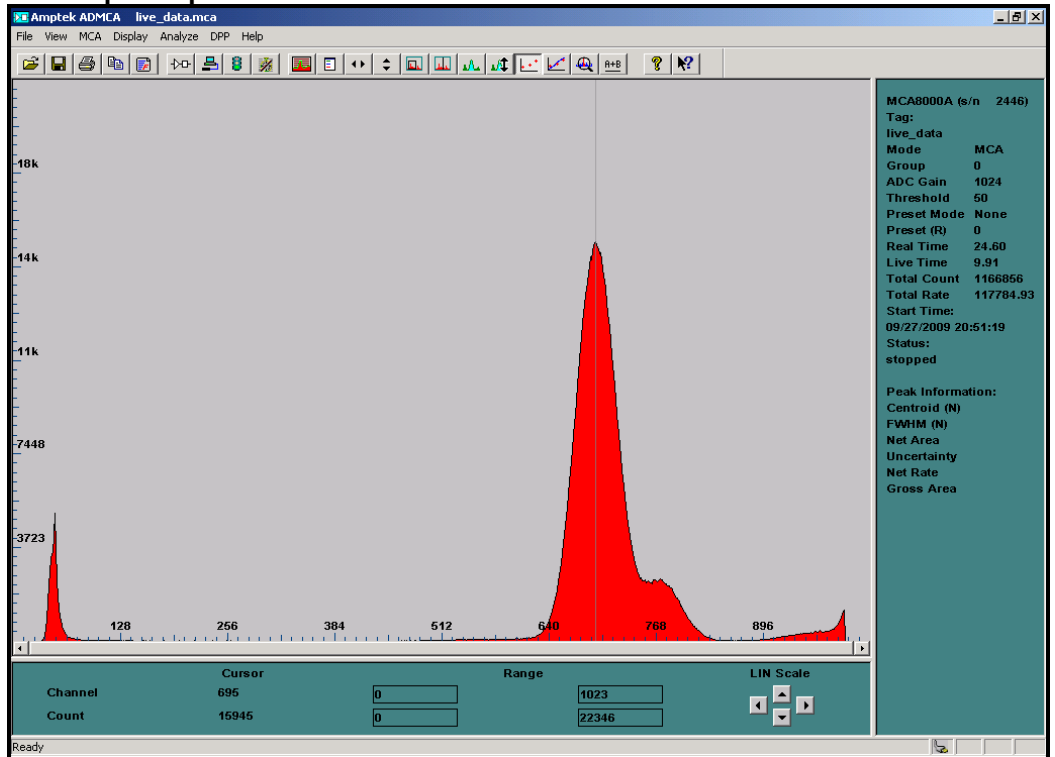 Amptek ADMCA live_data.mca
File View MCA Display Analyze DPP Help
A+B
18k
14k
11k
7448
3723
128 256 384 512 640 768 896
MCA8000A (s/n 2446)
Tag:
live_data
Mode MCA
Group 0
ADC Gain 1024
Threshold 50
Preset Mode None
Preset (R) 0
Real Time 24.60
Live Time 9.91
Total Count 1166856
Total Rate 117784.93
Start Time:
09/27/2009 20:51:19
Status:
stopped
Peak Information:
Centroid (N)
FWHM (N)
Net Area
Uncertainty
Net Rate
Gross Area
Cursor Range LIN Scale
Channel 695 0 1023
Count 15945 0 22346
Ready